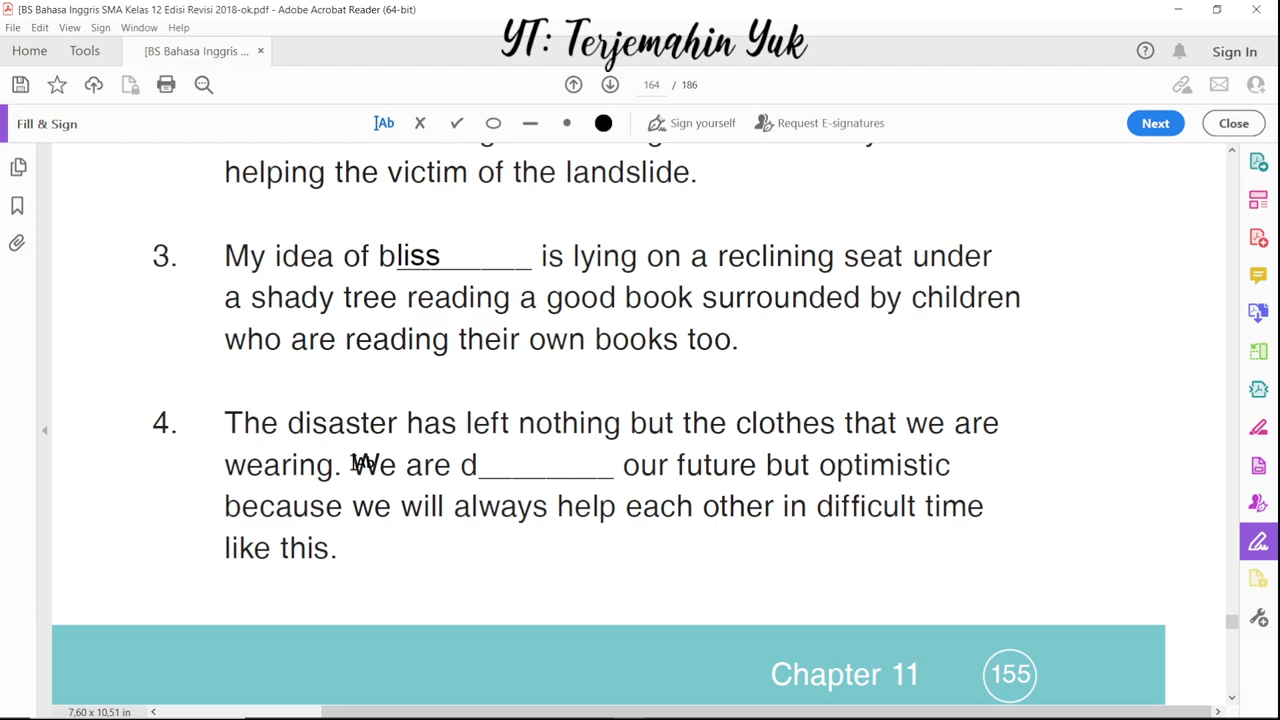 [BS Bahasa Inggris SMA Kelas 12 Edisi Revisi 2018-ok.pdf - Adobe Acrobat Reader (64-bit)
File Edit View Sign Window Help
YT: Terjemahin Yuk
Home Tools [BS Bahasa Inggris ... × Sign In
164 / 186
Fill & Sign Ab Sign yourself Request E-signatures Next Close
helping the victim of the landslide.
3. My idea of bliss______ is lying on a reclining seat under
a shady tree reading a good book surrounded by children
who are reading their own books too.
4. The disaster has left nothing but the clothes that we are
wearing. We are d________ our future but optimistic
because we will always help each other in difficult time
like this.
Chapter 11 155
7,60 x 10,51 in